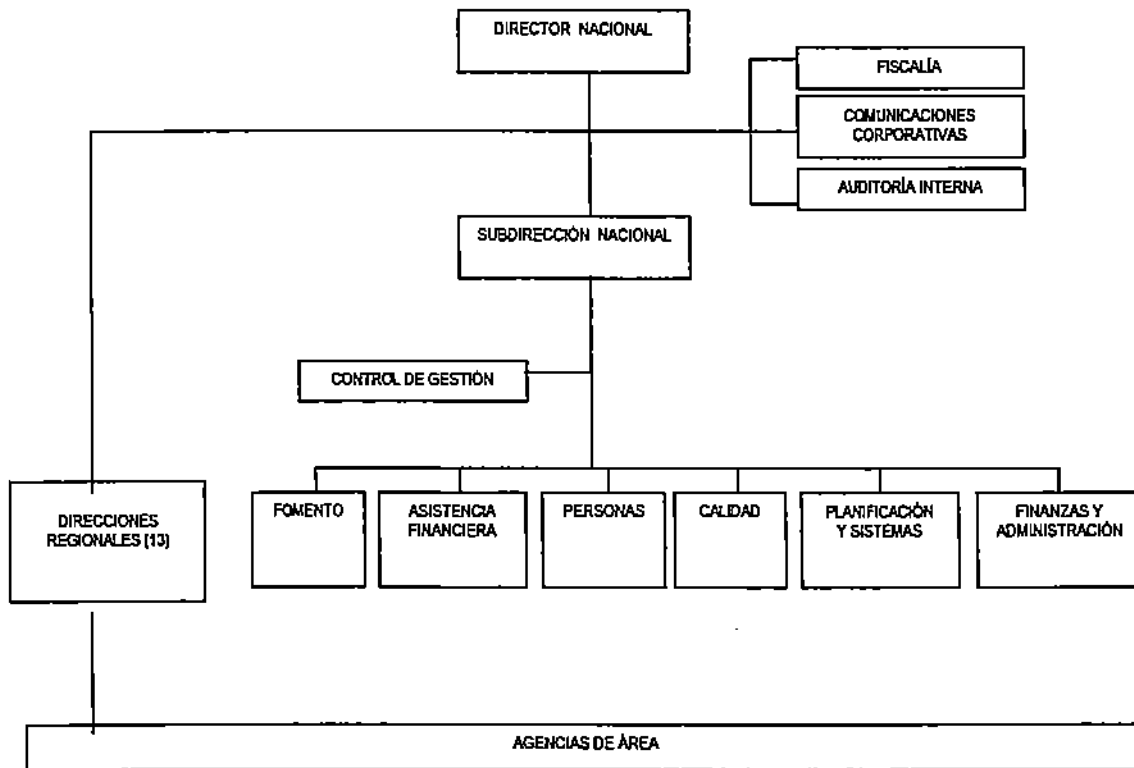 DIRECTOR NACIONAL
FISCALÍA
COMUNICACIONES
CORPORATIVAS
AUDITORÍA INTERNA
SUBDIRECCIÓN NACIONAL
CONTROL DE GESTIÓN
DIRECCIONES
REGIONALES (13)
FOMENTO
ASISTENCIA
FINANCIERA
PERSONAS
CALIDAD
PLANIFICACIÓN
Y SISTEMAS
FINANZAS Y
ADMINISTRACIÓN
AGENCIAS DE ÁREA